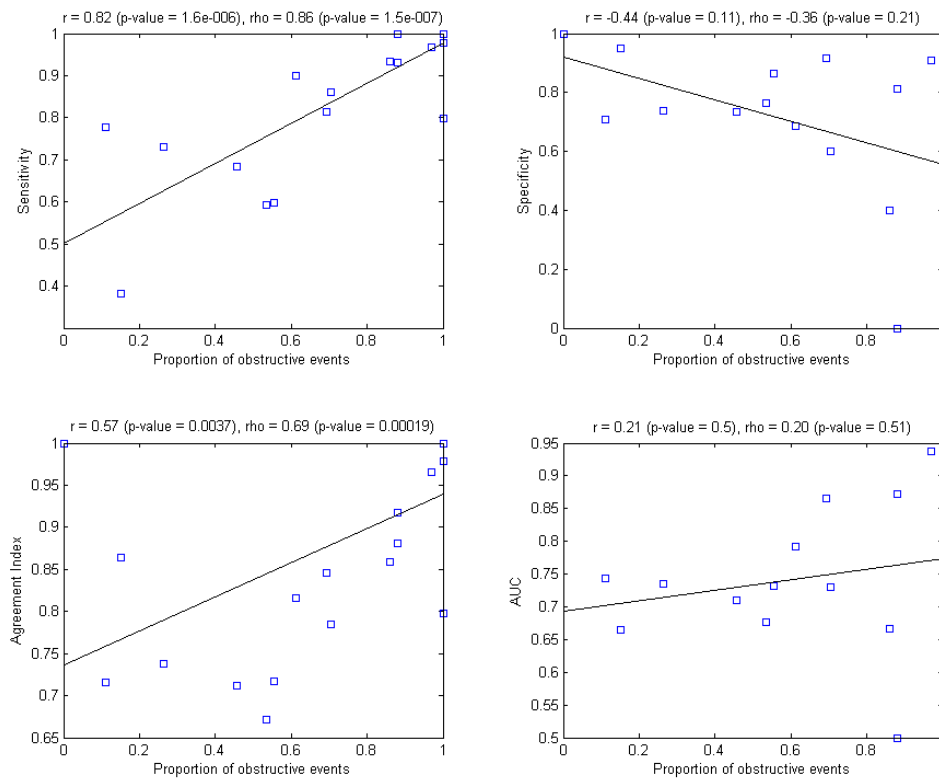 r = 0.82 (p-value = 1.6e-006), rho = 0.86 (p-value = 1.5e-007)
1
0.9
0.8
0.7
0.6
0.5
0.4
Sensitivity
0 0.2 0.4 0.6 0.8 1
Proportion of obstructive events
r = -0.44 (p-value = 0.11), rho = -0.36 (p-value = 0.21)
1
0.8
0.6
0.4
0.2
0
Specificity
0 0.2 0.4 0.6 0.8
Proportion of obstructive events
r = 0.57 (p-value = 0.0037), rho = 0.69 (p-value = 0.00019)
1
0.95
0.9
0.85
0.8
0.75
0.7
0.65
Agreement Index
0 0.2 0.4 0.6 0.8 1
Proportion of obstructive events
r = 0.21 (p-value = 0.5), rho = 0.20 (p-value = 0.51)
0.95
0.9
0.85
0.8
0.75
0.7
0.65
0.6
0.55
0.5
AUC
0 0.2 0.4 0.6 0.8
Proportion of obstructive events